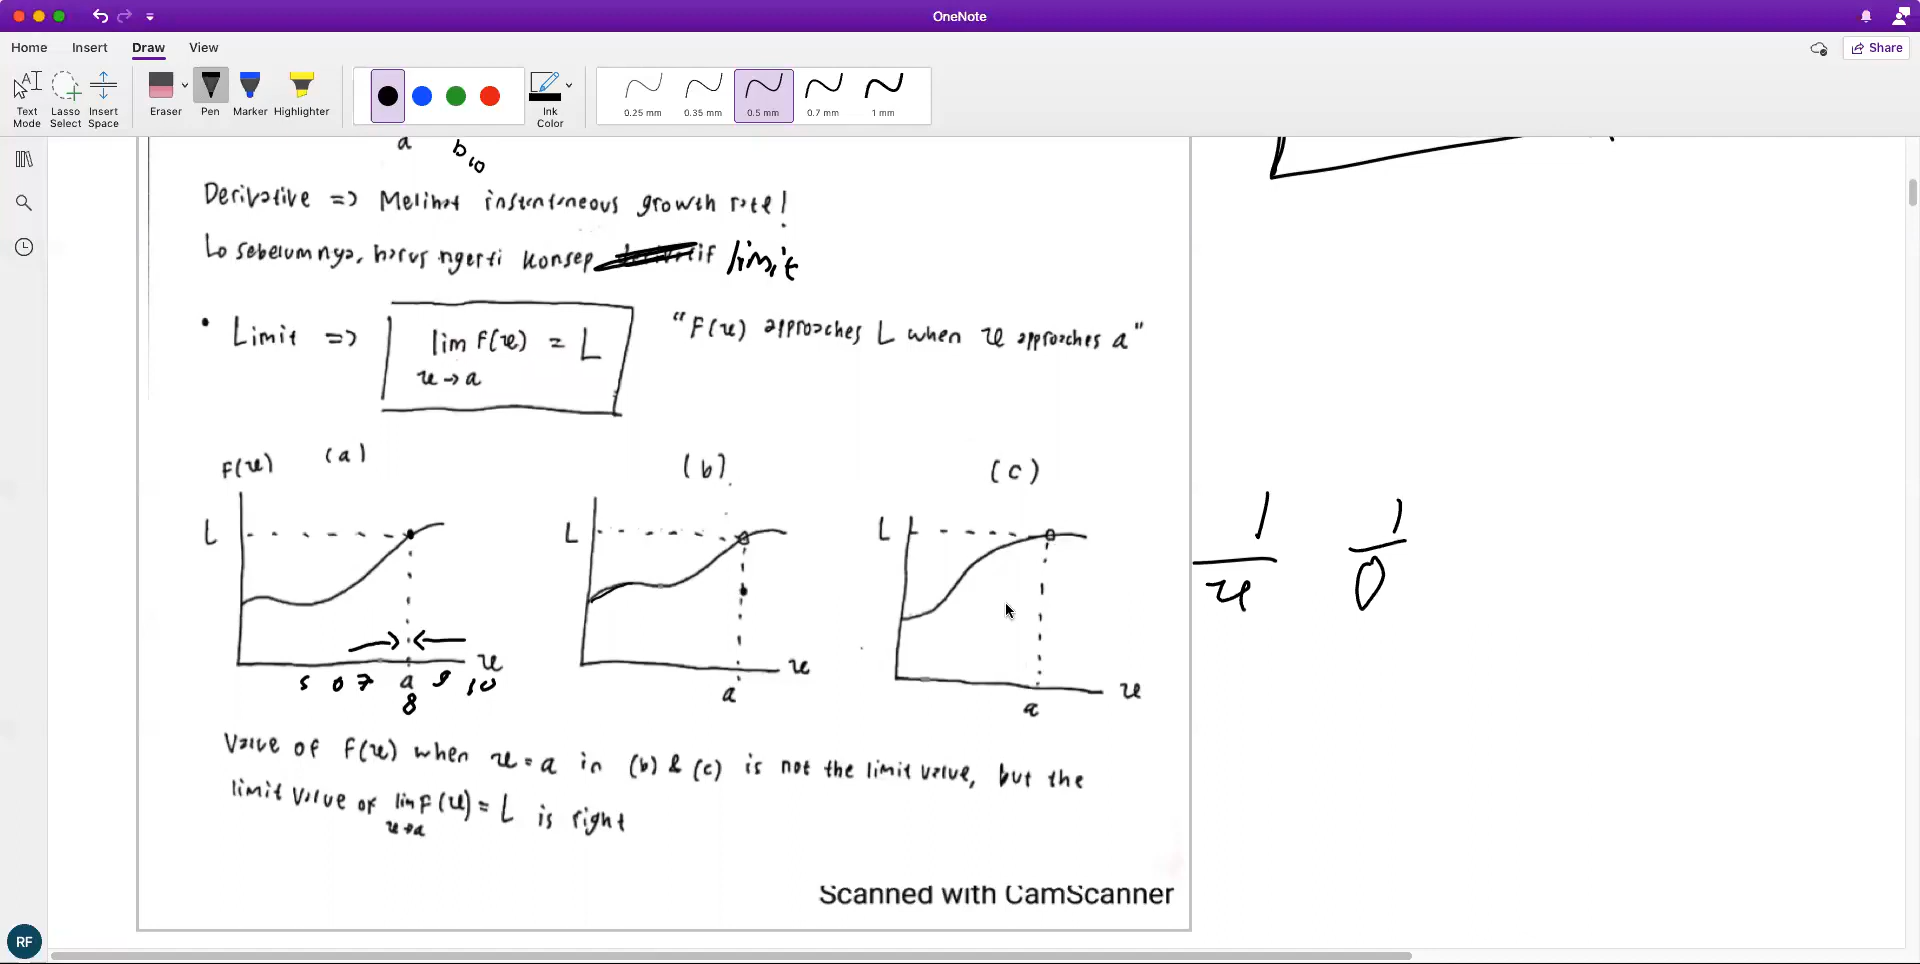 OneNote
Home Insert Draw View
Share
Text Mode
Lasso Select
Insert Space
Eraser
Pen
Marker
Highlighter
Ink Color
0.25 mm
0.35 mm
0.5 mm
0.7 mm
1 mm
a b 10
Derivative => Melihat instantaneous growth rate!
Lo sebelumnya, harus ngerti konsep limit
• Limit => lim F(x) = L "F(x) approaches L when x approaches a"
x → a
F(x) (a) (b) (c)
L L L
1 1
x 0
5 6 7 a 9 10 x
8
a x
a x
Value of F(x) when x = a in (b) & (c) is not the limit value, but the
limit value of lim F(x) = L is right
x→a
Scanned with CamScanner
RF